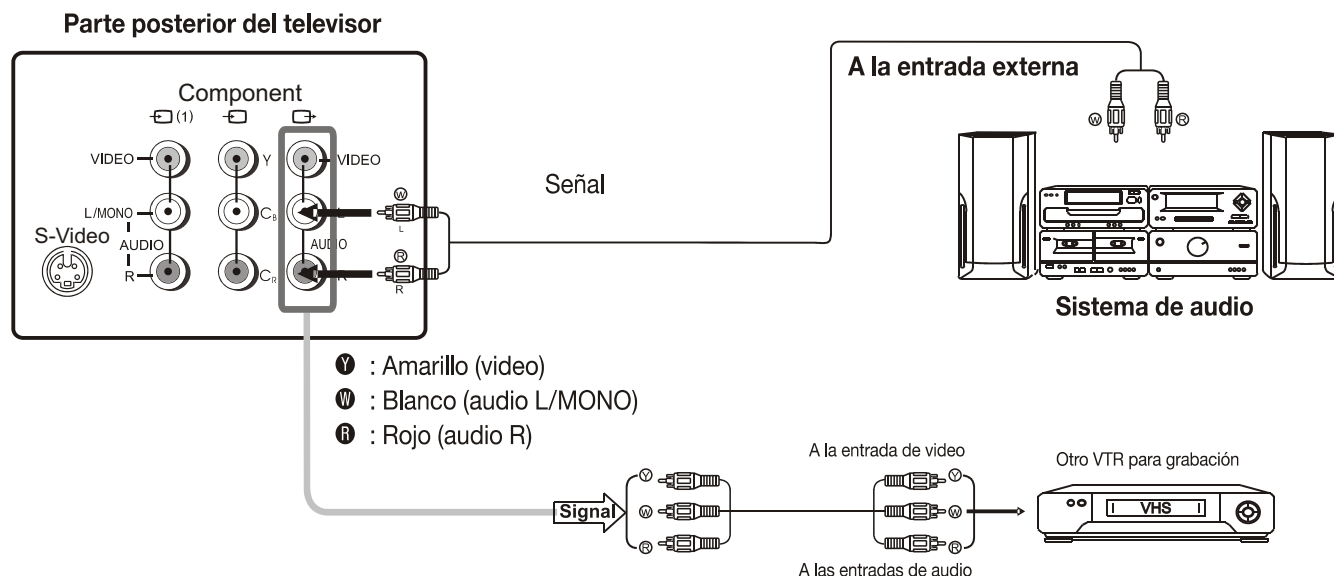 Parte posterior del televisor
Component
(1)
VIDEO
Y
VIDEO
L/MONO
CB
L
S-Video
AUDIO
AUDIO
R
CR
R
W
L
R
R
Señal
A la entrada externa
W
R
Sistema de audio
Y : Amarillo (video)
W : Blanco (audio L/MONO)
R : Rojo (audio R)
Signal
Y
W
R
A la entrada de video
Y
W
R
A las entradas de audio
Otro VTR para grabación
VHS